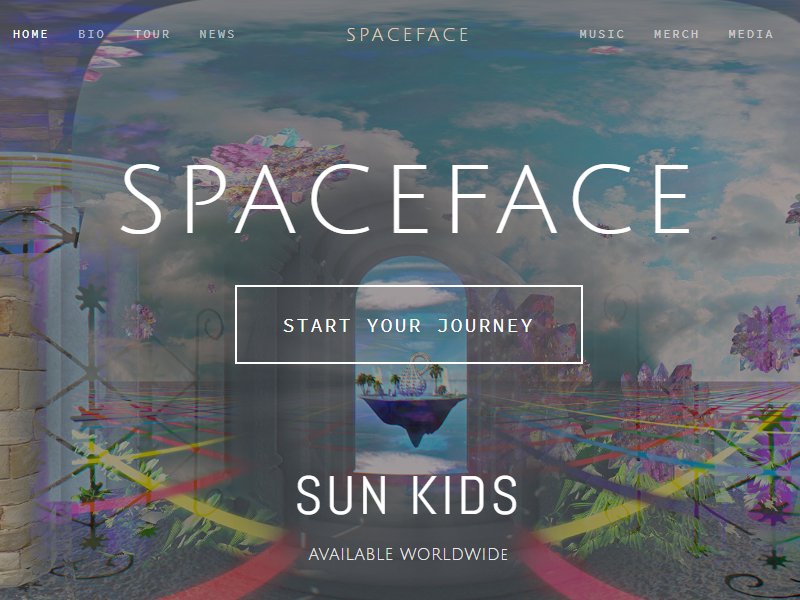 HOME BIO TOUR NEWS SPACEFACE MUSIC MERCH MEDIA
SPACEFACE
START YOUR JOURNEY
SUN KIDS
AVAILABLE WORLDWIDE